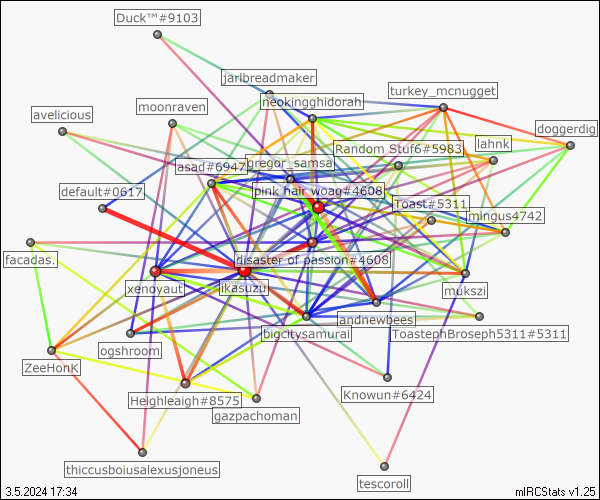 Duck™#9103
jarlbreadmaker
turkey_mcnugget
neokingghidorah
moonraven
avelicious
doggerdig
lahnk
Random Stuf6#5983
gregor_samsa
asad#6947
default#0617
pink hair woag#4608
Toast#5311
mingus4742
disaster of passion#4608
facadas.
xenoyaut
ikasuzu
mukszi
andnewbees
bigcitysamurai
ToastephBroseph5311#5311
ogshroom
ZeeHonK
Knowun#6424
Heighleaigh#8575
gazpachoman
thiccusboiusalexusjoneus
tescoroll
3.5.2024 17:34
mIRCStats v1.25